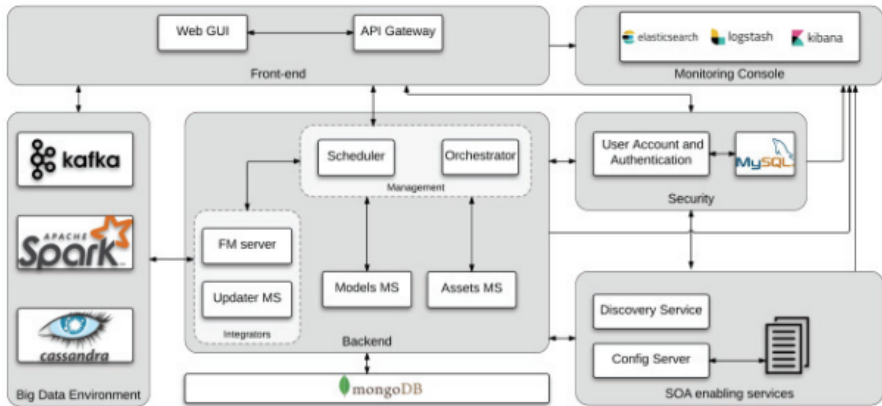 Web GUI
API Gateway
Front-end
elasticsearch
logstash
kibana
Monitoring Console
kafka
APACHE
Spark
cassandra
Big Data Environment
Scheduler
Orchestrator
Management
FM server
Updater MS
Integrators
Models MS
Assets MS
Backend
mongoDB
User Account and
Authentication
MySQL
Security
Discovery Service
Config Server
SOA enabling services